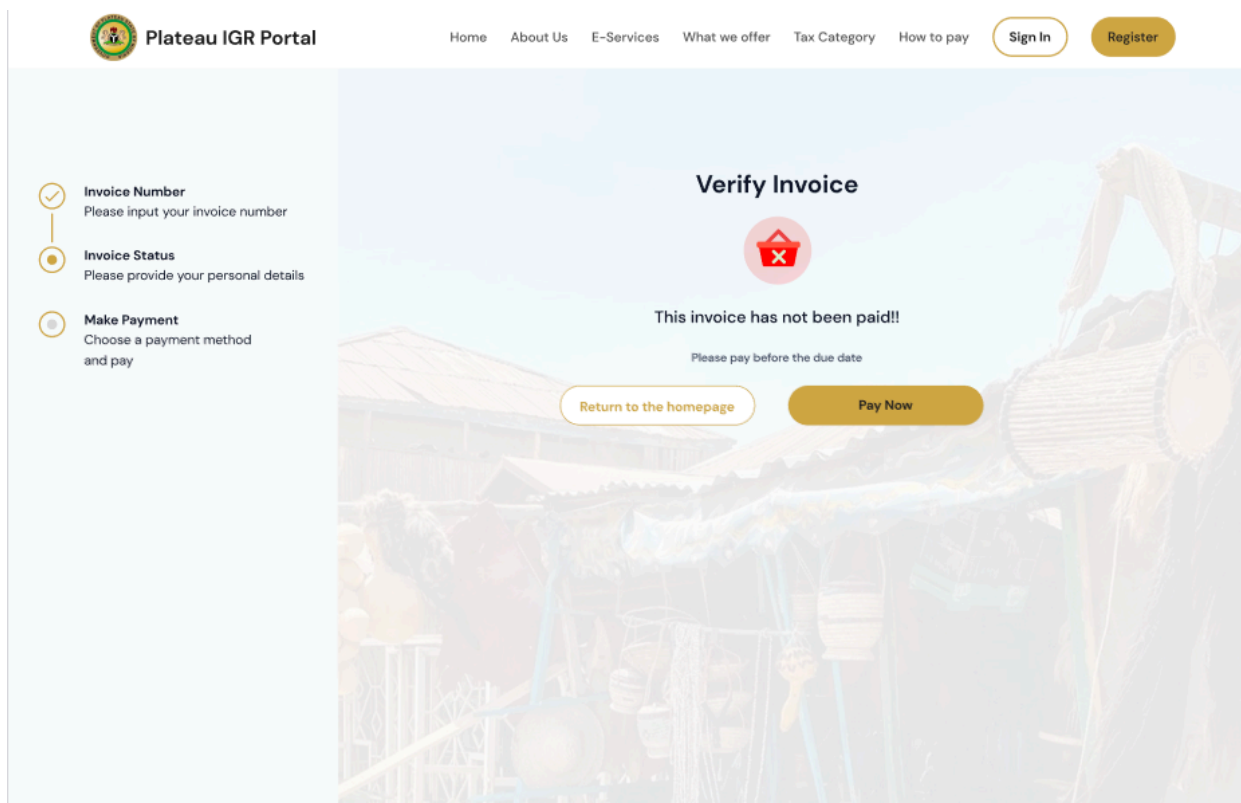 Plateau IGR Portal
Home About Us E-Services What we offer Tax Category How to pay Sign In Register
Invoice Number
Please input your invoice number
Invoice Status
Please provide your personal details
Make Payment
Choose a payment method
and pay
Verify Invoice
This invoice has not been paid!!
Please pay before the due date
Return to the homepage Pay Now